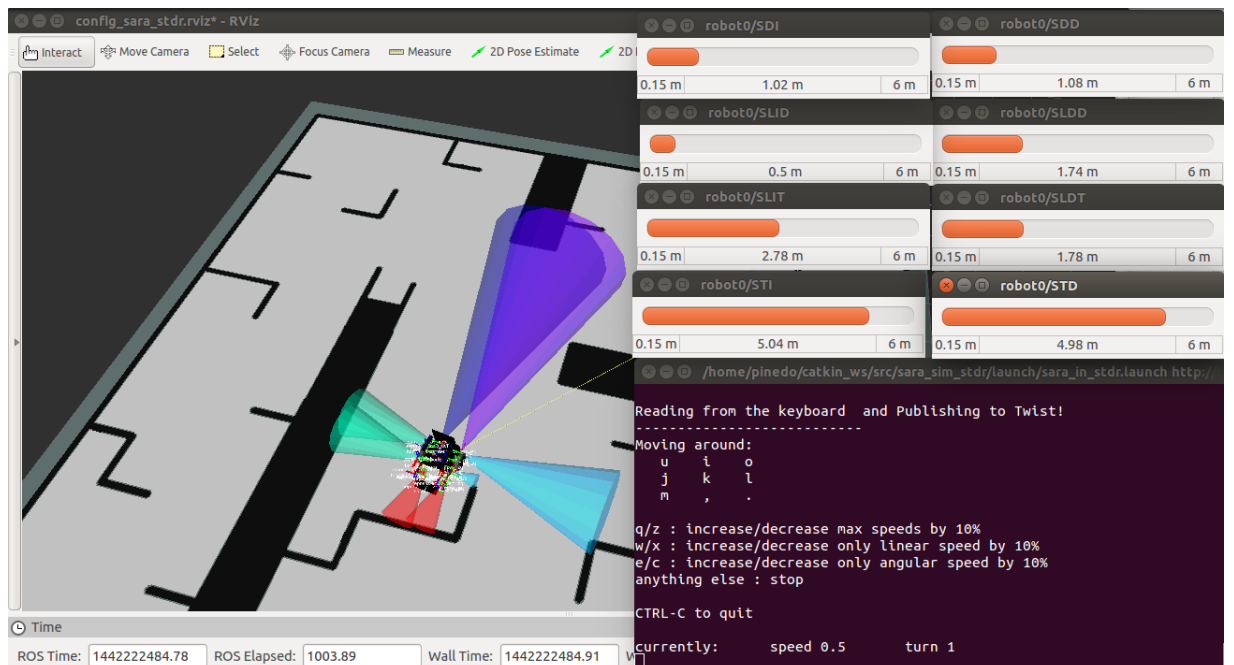 config_sara_stdr.rviz* - RViz
Interact Move Camera Select Focus Camera Measure 2D Pose Estimate 2D
robot0/SDI
0.15 m 1.02 m 6 m
robot0/SDD
0.15 m 1.08 m 6 m
robot0/SLID
0.15 m 0.5 m 6 m
robot0/SLDD
0.15 m 1.74 m 6 m
robot0/SLIT
0.15 m 2.78 m 6 m
robot0/SLDT
0.15 m 1.78 m 6 m
robot0/STI
0.15 m 5.04 m 6 m
robot0/STD
0.15 m 4.98 m 6 m
/home/pinedo/catkin_ws/src/sara_sim_stdr/launch/sara_in_stdr.launch http://
Reading from the keyboard  and Publishing to Twist!
---------------------------
Moving around:
u i o
j k l
m , .
q/z : increase/decrease max speeds by 10%
w/x : increase/decrease only linear speed by 10%
e/c : increase/decrease only angular speed by 10%
anything else : stop
CTRL-C to quit
currently: speed 0.5 turn 1
Time
ROS Time: 1442222484.78 ROS Elapsed: 1003.89 Wall Time: 1442222484.91